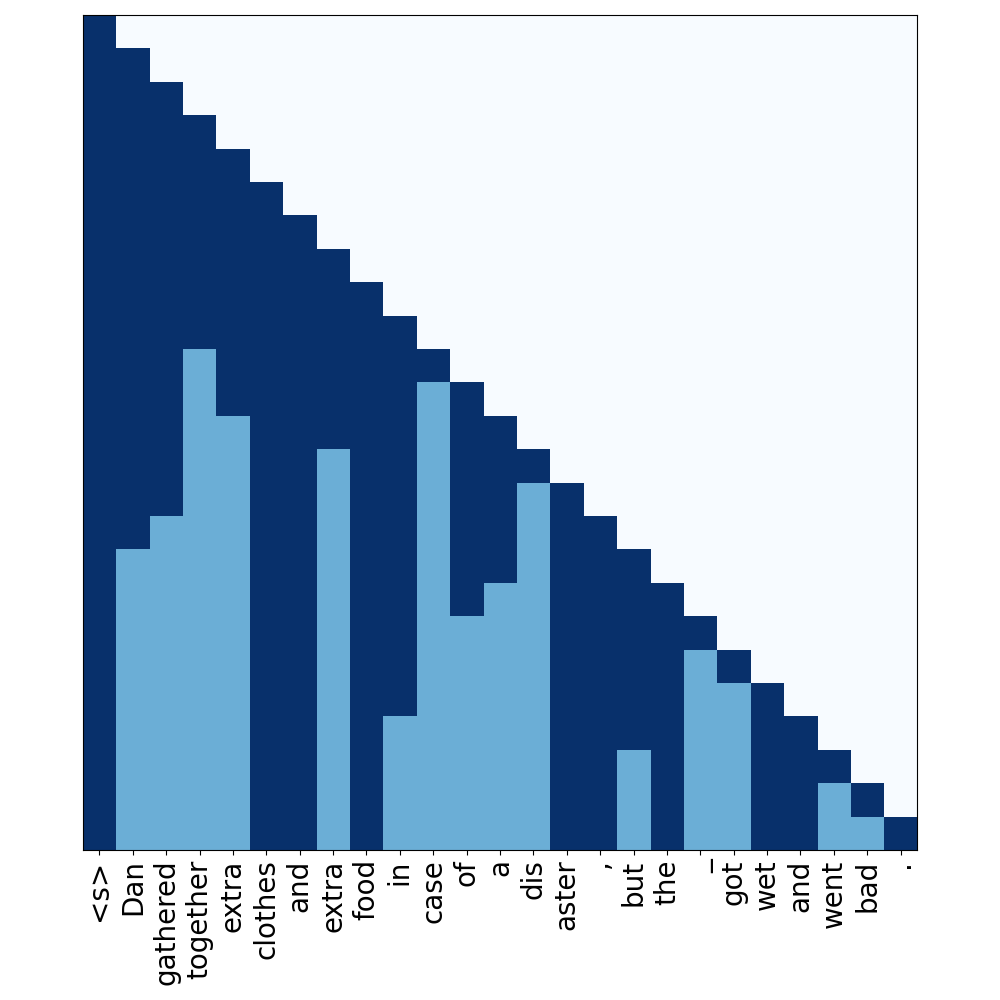 <s> Dan gathered together extra clothes and extra food in case of a dis aster , but the _ got wet and went bad .